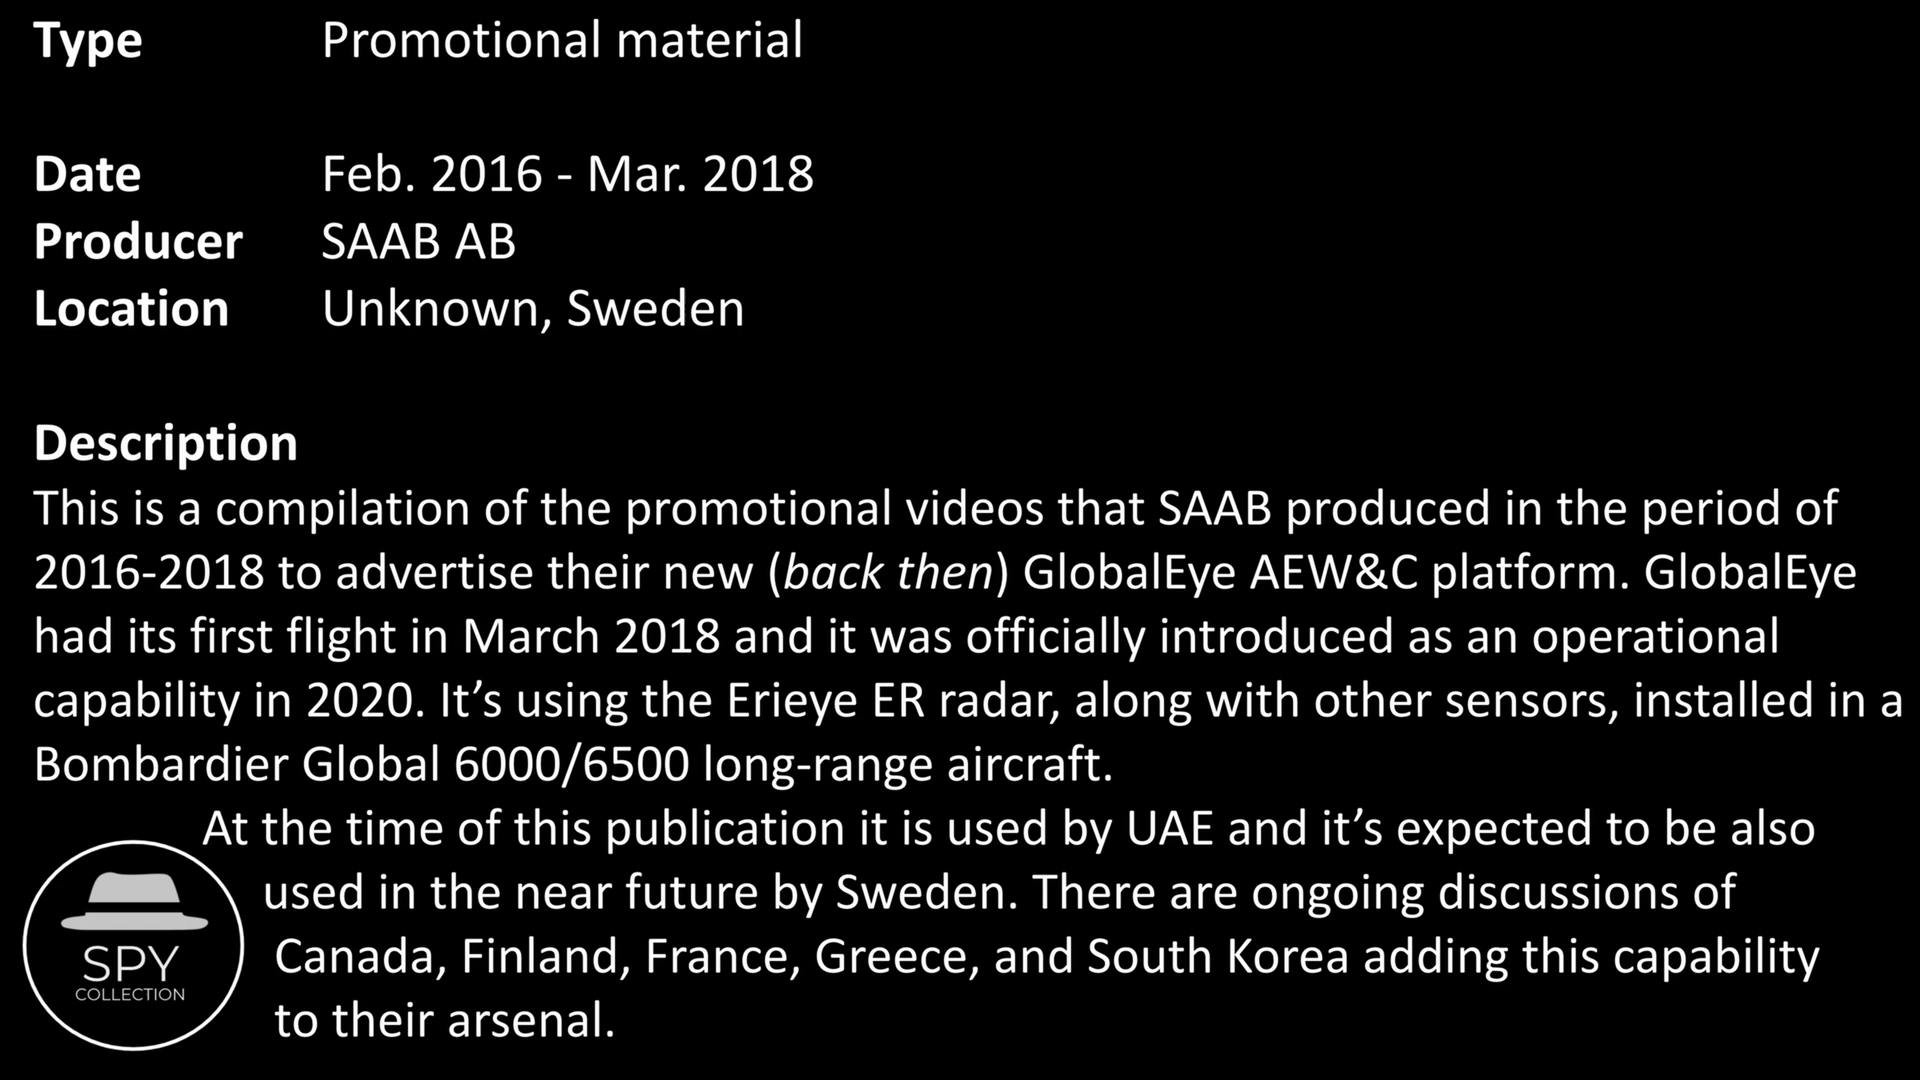 Type Promotional material
Date Feb. 2016 - Mar. 2018
Producer SAAB AB
Location Unknown, Sweden
Description
This is a compilation of the promotional videos that SAAB produced in the period of
2016-2018 to advertise their new (back then) GlobalEye AEW&C platform. GlobalEye
had its first flight in March 2018 and it was officially introduced as an operational
capability in 2020. It’s using the Erieye ER radar, along with other sensors, installed in a
Bombardier Global 6000/6500 long-range aircraft.
At the time of this publication it is used by UAE and it’s expected to be also
used in the near future by Sweden. There are ongoing discussions of
Canada, Finland, France, Greece, and South Korea adding this capability
to their arsenal.
SPY
COLLECTION